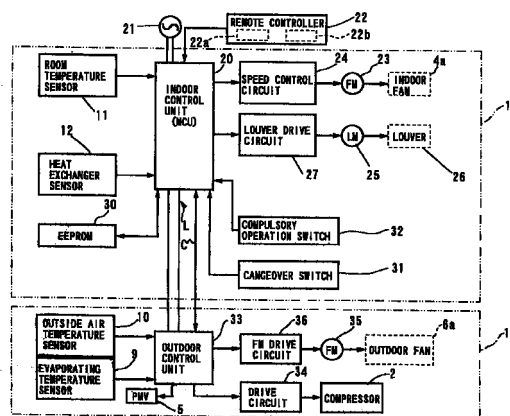 21
REMOTE CONTROLLER
22
22a
22b
20
24
23
4a
ROOM
TEMPERATURE
SENSOR
11
INDOOR
CONTROL
UNIT
(MCU)
SPEED CONTROL
CIRCUIT
FM
INDOOR
FAN
1
12
HEAT
EXCHANGER
SENSOR
LOUVER DRIVE
CIRCUIT
27
LM
25
LOUVER
26
30
EEPROM
L
C
COMPULSORY
OPERATION SWITCH
32
CANGEOVER SWITCH
31
10
OUTSIDE AIR
TEMPERATURE
SENSOR
33
36
35
6a
OUTDOOR
CONTROL
UNIT
FM DRIVE
CIRCUIT
FM
OUTDOOR FAN
1
9
EVAPORATING
TEMPERATURE
SENSOR
34
2
PMV
5
DRIVE
CIRCUIT
COMPRESSOR